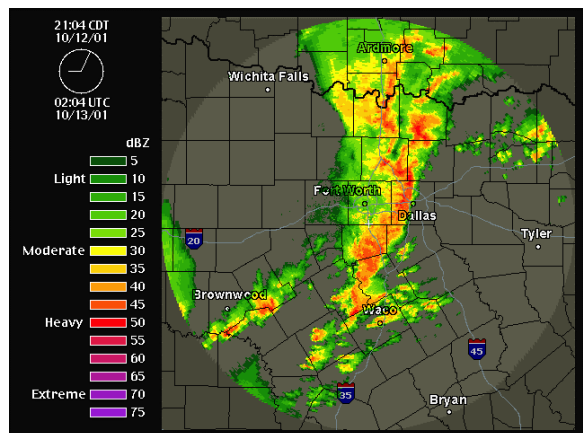 21:04 CDT
10/12/01
02:04 UTC
10/13/01
dBZ
5
Light 10
15
20
25
Moderate 30
35
40
45
Heavy 50
55
60
65
Extreme 70
75
Ardmore
Wichita Falls
Fort Worth
Dallas
Tyler
20
Brownwood
Waco
45
35
Bryan